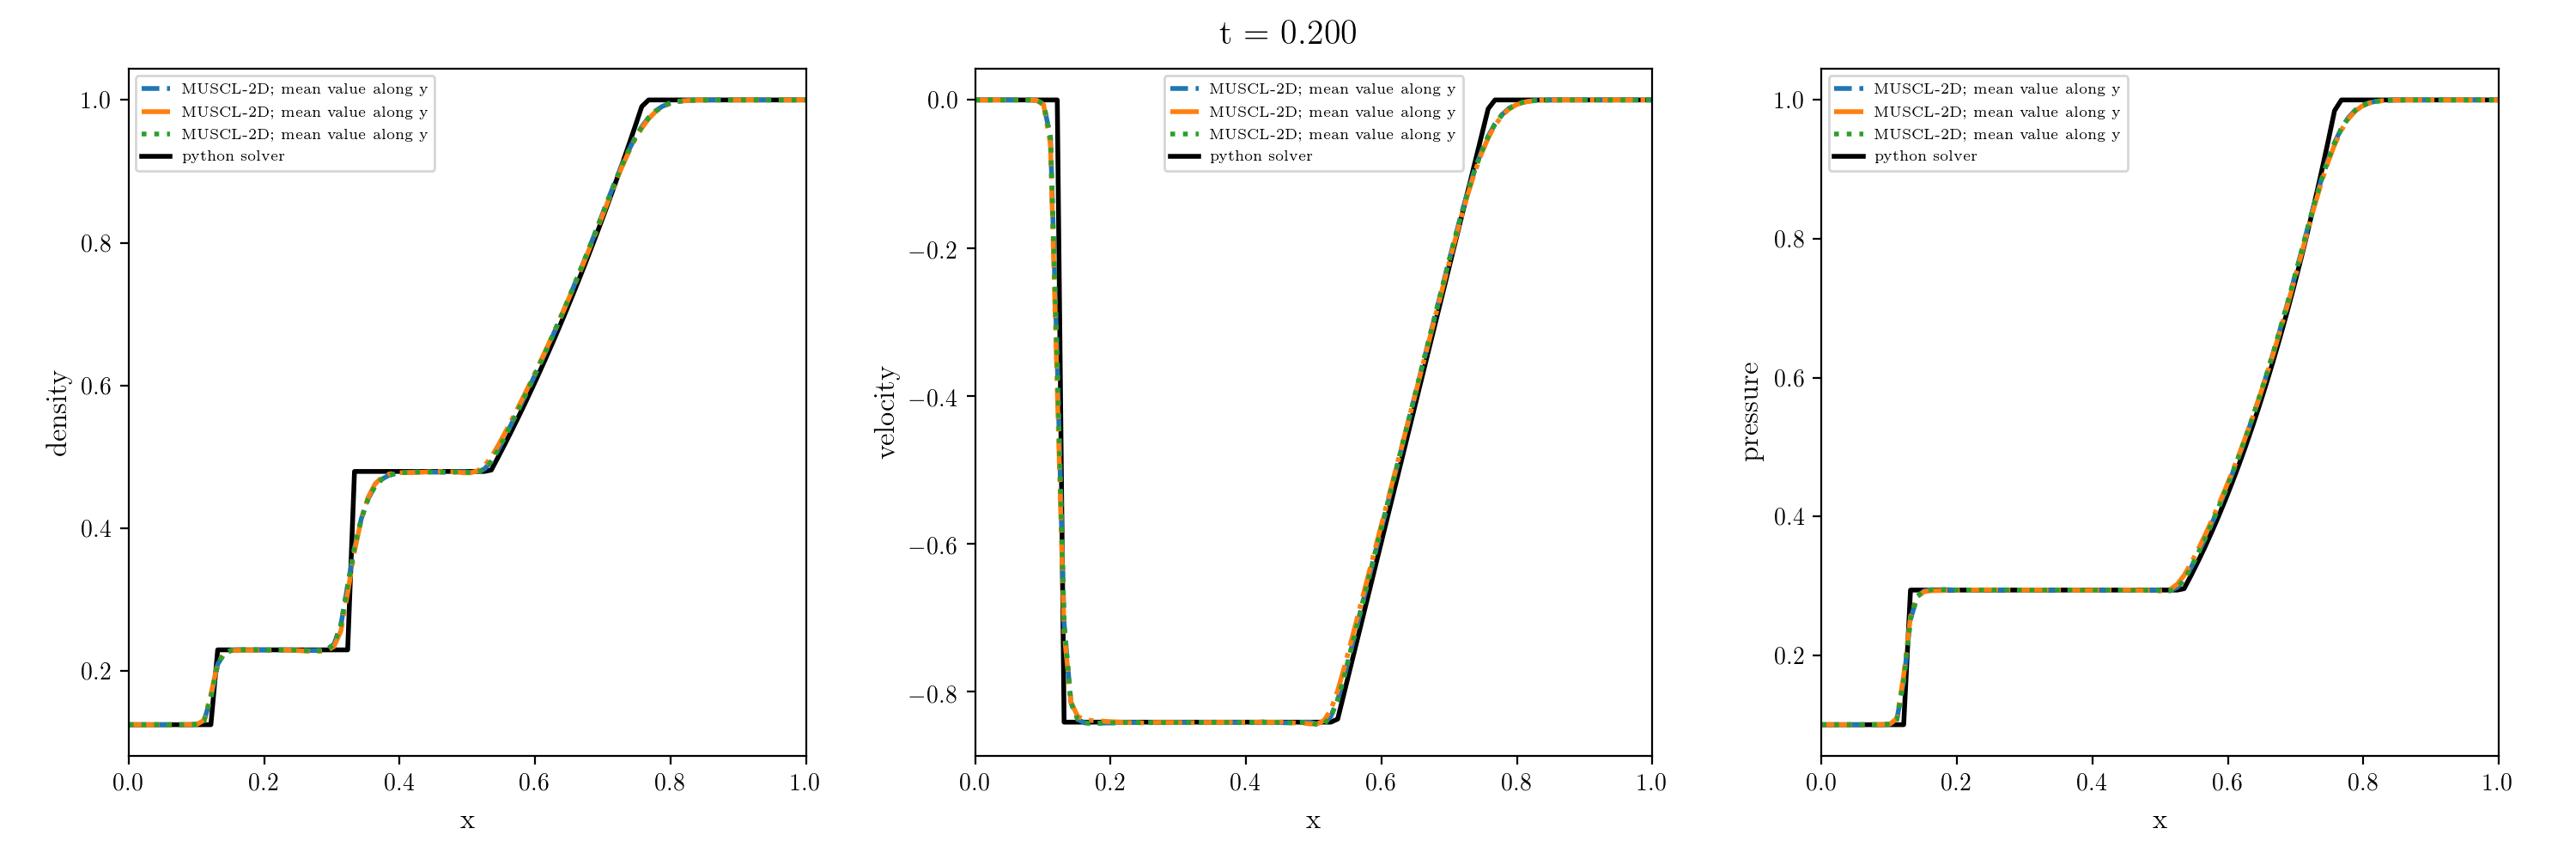 t = 0.200
MUSCL-2D; mean value along y
MUSCL-2D; mean value along y
MUSCL-2D; mean value along y
python solver
density
1.0
0.8
0.6
0.4
0.2
0.0 0.2 0.4 0.6 0.8 1.0
x
MUSCL-2D; mean value along y
MUSCL-2D; mean value along y
MUSCL-2D; mean value along y
python solver
velocity
0.0
−0.2
−0.4
−0.6
−0.8
0.0 0.2 0.4 0.6 0.8 1.0
x
MUSCL-2D; mean value along y
MUSCL-2D; mean value along y
MUSCL-2D; mean value along y
python solver
pressure
1.0
0.8
0.6
0.4
0.2
0.0 0.2 0.4 0.6 0.8 1.0
x